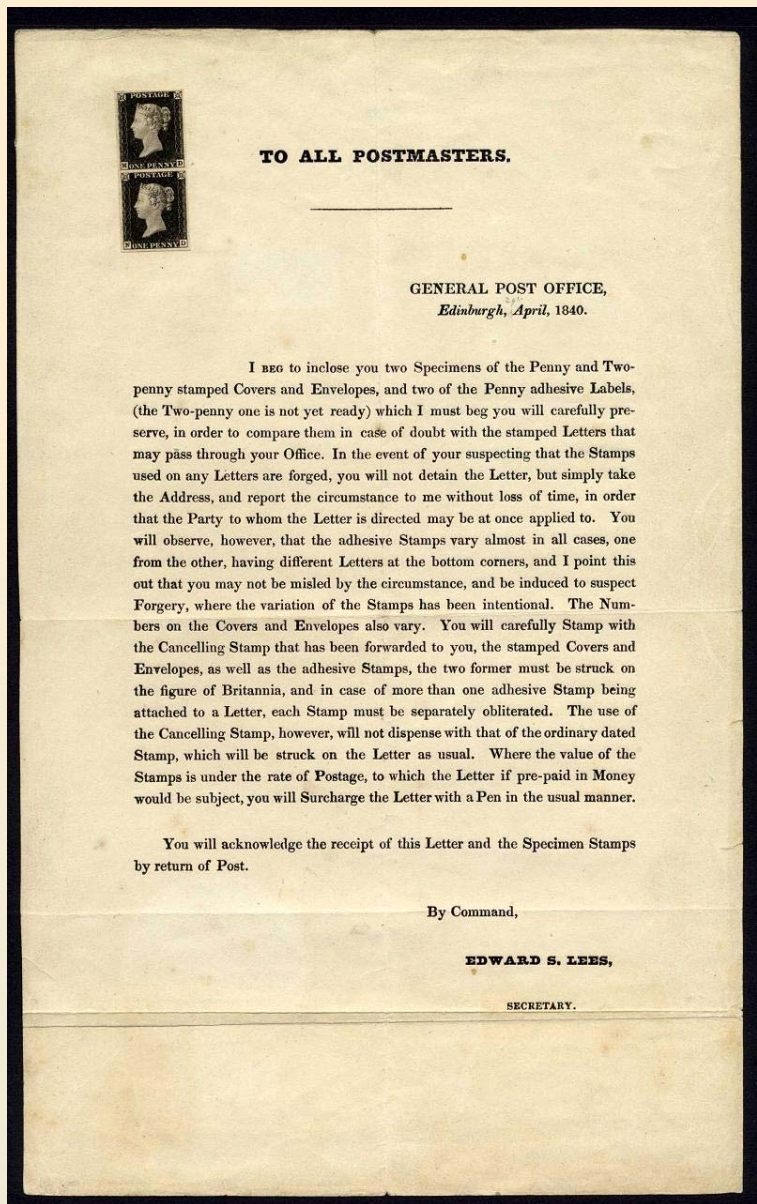 POSTAGE
ONE PENNY D
POSTAGE
ONE PENNY D
TO ALL POSTMASTERS.
GENERAL POST OFFICE,
Edinburgh, April, 1840.
I BEG to inclose you two Specimens of the Penny and Two-
penny stamped Covers and Envelopes, and two of the Penny adhesive Labels,
(the Two-penny one is not yet ready) which I must beg you will carefully pre-
serve, in order to compare them in case of doubt with the stamped Letters that
may pass through your Office. In the event of your suspecting that the Stamps
used on any Letters are forged, you will not detain the Letter, but simply take
the Address, and report the circumstance to me without loss of time, in order
that the Party to whom the Letter is directed may be at once applied to. You
will observe, however, that the adhesive Stamps vary almost in all cases, one
from the other, having different Letters at the bottom corners, and I point this
out that you may not be misled by the circumstance, and be induced to suspect
Forgery, where the variation of the Stamps has been intentional. The Num-
bers on the Covers and Envelopes also vary. You will carefully Stamp with
the Cancelling Stamp that has been forwarded to you, the stamped Covers and
Envelopes, as well as the adhesive Stamps, the two former must be struck on
the figure of Britannia, and in case of more than one adhesive Stamp being
attached to a Letter, each Stamp must be separately obliterated. The use of
the Cancelling Stamp, however, will not dispense with that of the ordinary dated
Stamp, which will be struck on the Letter as usual. Where the value of the
Stamps is under the rate of Postage, to which the Letter if pre-paid in Money
would be subject, you will Surcharge the Letter with a Pen in the usual manner.
You will acknowledge the receipt of this Letter and the Specimen Stamps
by return of Post.
By Command,
EDWARD S. LEES,
SECRETARY.